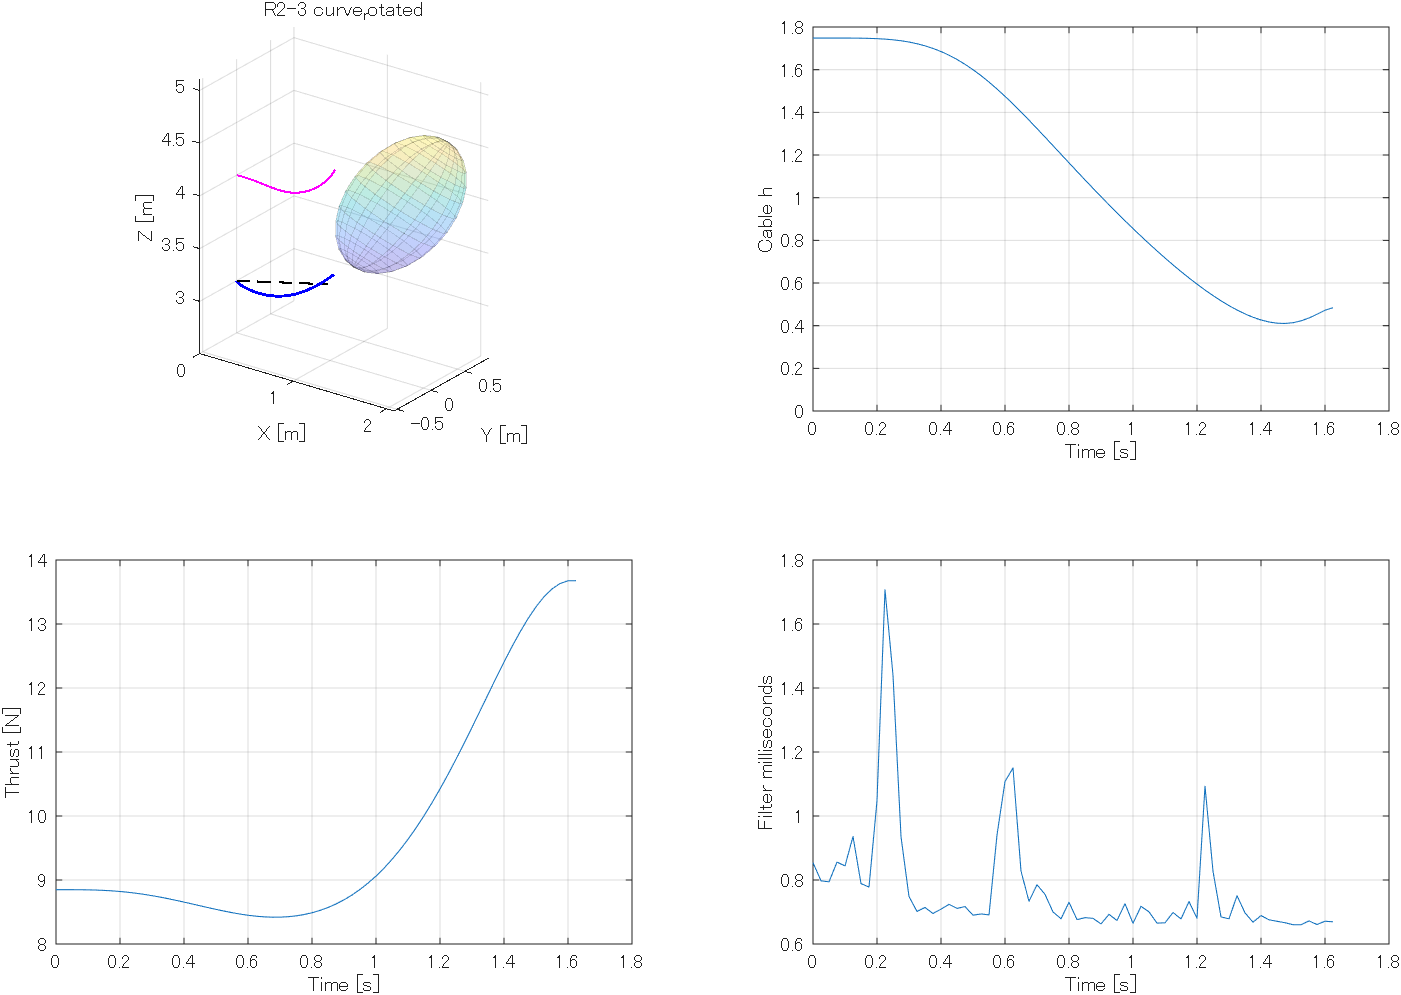 R2-3 curverotated
5
4.5
4
3.5
3
Z [m]
0
1
2
X [m]
-0.5
0
0.5
Y [m]
1.8
1.6
1.4
1.2
1
0.8
0.6
0.4
0.2
0
Cable h
0 0.2 0.4 0.6 0.8 1 1.2 1.4 1.6 1.8
Time [s]
14
13
12
11
10
9
8
Thrust [N]
0 0.2 0.4 0.6 0.8 1 1.2 1.4 1.6 1.8
Time [s]
1.8
1.6
1.4
1.2
1
0.8
0.6
Filter milliseconds
0 0.2 0.4 0.6 0.8 1 1.2 1.4 1.6 1.8
Time [s]